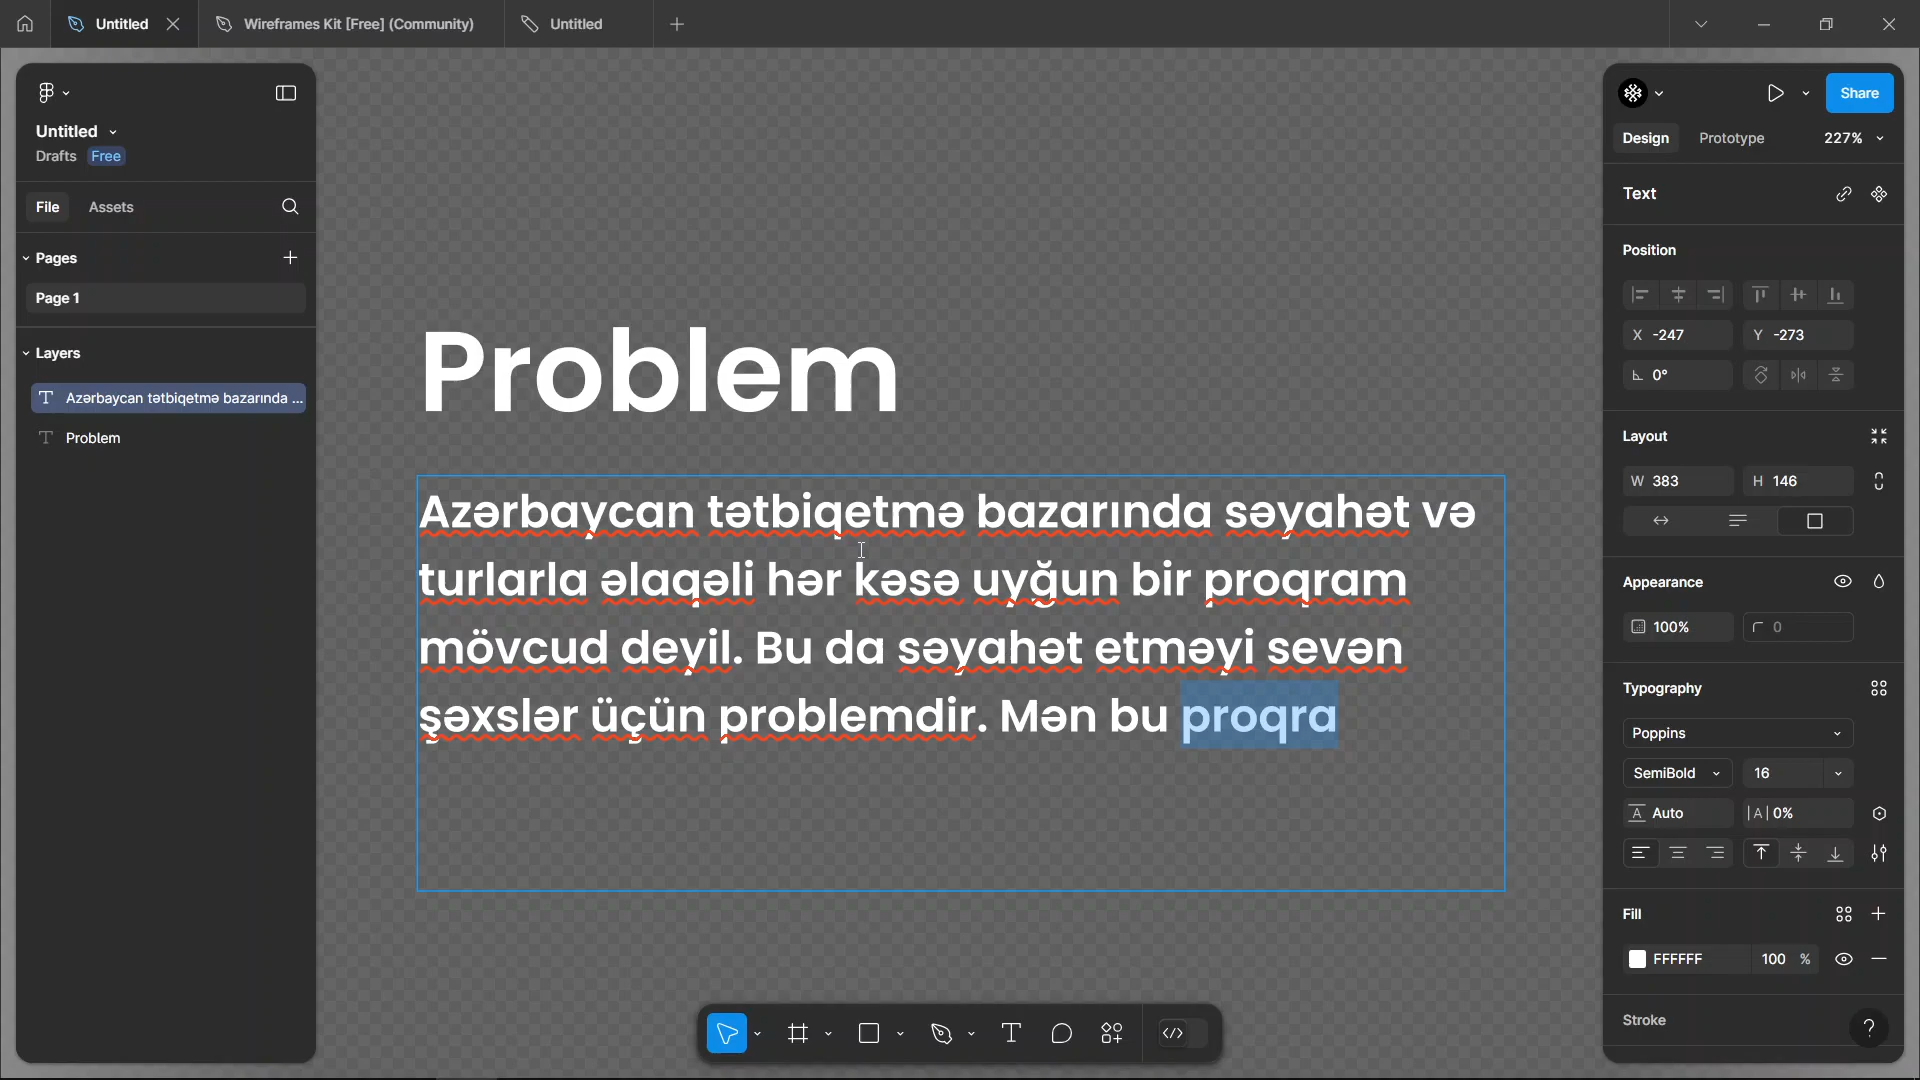 Untitled
Wireframes Kit [Free] (Community)
Untitled
Untitled
Drafts Free
File Assets
Pages
Page 1
Layers
Azərbaycan tətbiqetmə bazarında ...
Problem
Problem
Azərbaycan tətbiqetmə bazarında səyahət və
turlarla əlaqəli hər kəsə uyğun bir proqram
mövcud deyil. Bu da səyahət etməyi sevən
şəxslər üçün problemdir. Mən bu proqra
Share
Design Prototype 227%
Text
Position
X -247 Y -273
0°
Layout
W 383 H 146
Appearance
100% 0
Typography
Poppins
SemiBold 16
A Auto |A| 0%
Fill
FFFFFF 100 %
Stroke
?